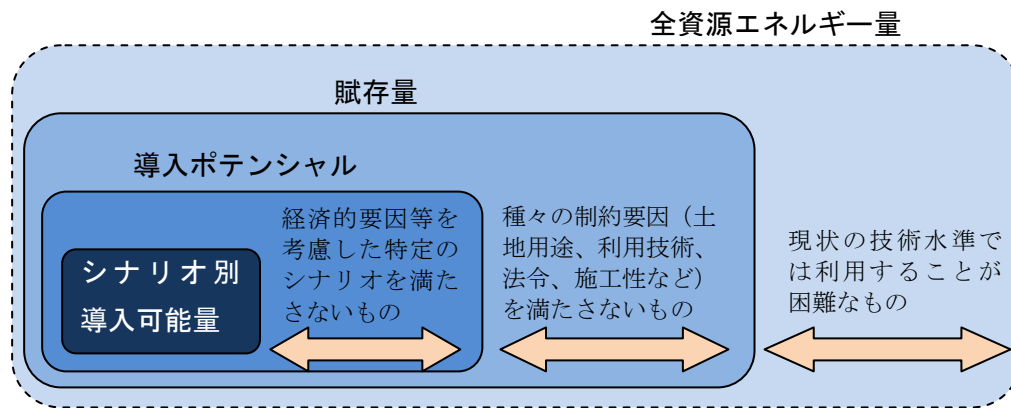 全資源エネルギー量
賦存量
導入ポテンシャル
シナリオ別
導入可能量
経済的要因等を
考慮した特定の
シナリオを満た
さないもの
種々の制約要因（土
地用途、利用技術、
法令、施工性など）
を満たさないもの
現状の技術水準で
は利用することが
困難なもの